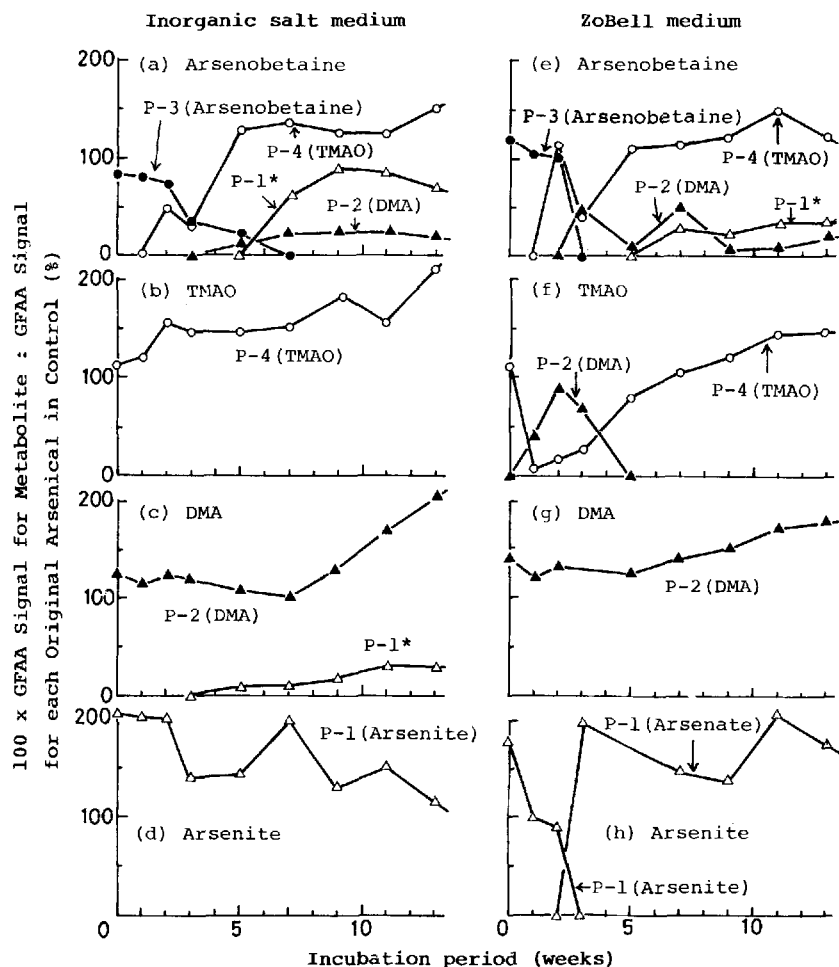 Inorganic salt medium
ZoBell medium
100 x GFAA Signal for Metabolite : GFAA Signal
for each Original Arsenical in Control (%)
200
(a) Arsenobetaine
P-3(Arsenobetaine)
P-4(TMAO)
100
P-1*
P-2(DMA)
0
(e) Arsenobetaine
P-3(Arsenobetaine)
P-4(TMAO)
P-2(DMA)
P-1*
200
(b) TMAO
P-4(TMAO)
100
0
(f) TMAO
P-2(DMA)
P-4(TMAO)
200
(c) DMA
100
P-2(DMA)
P-1*
0
(g) DMA
P-2(DMA)
200
P-1(Arsenite)
100
(d) Arsenite
0
5
10
P-1(Arsenate)
(h) Arsenite
P-1(Arsenite)
0
5
10
Incubation period (weeks)